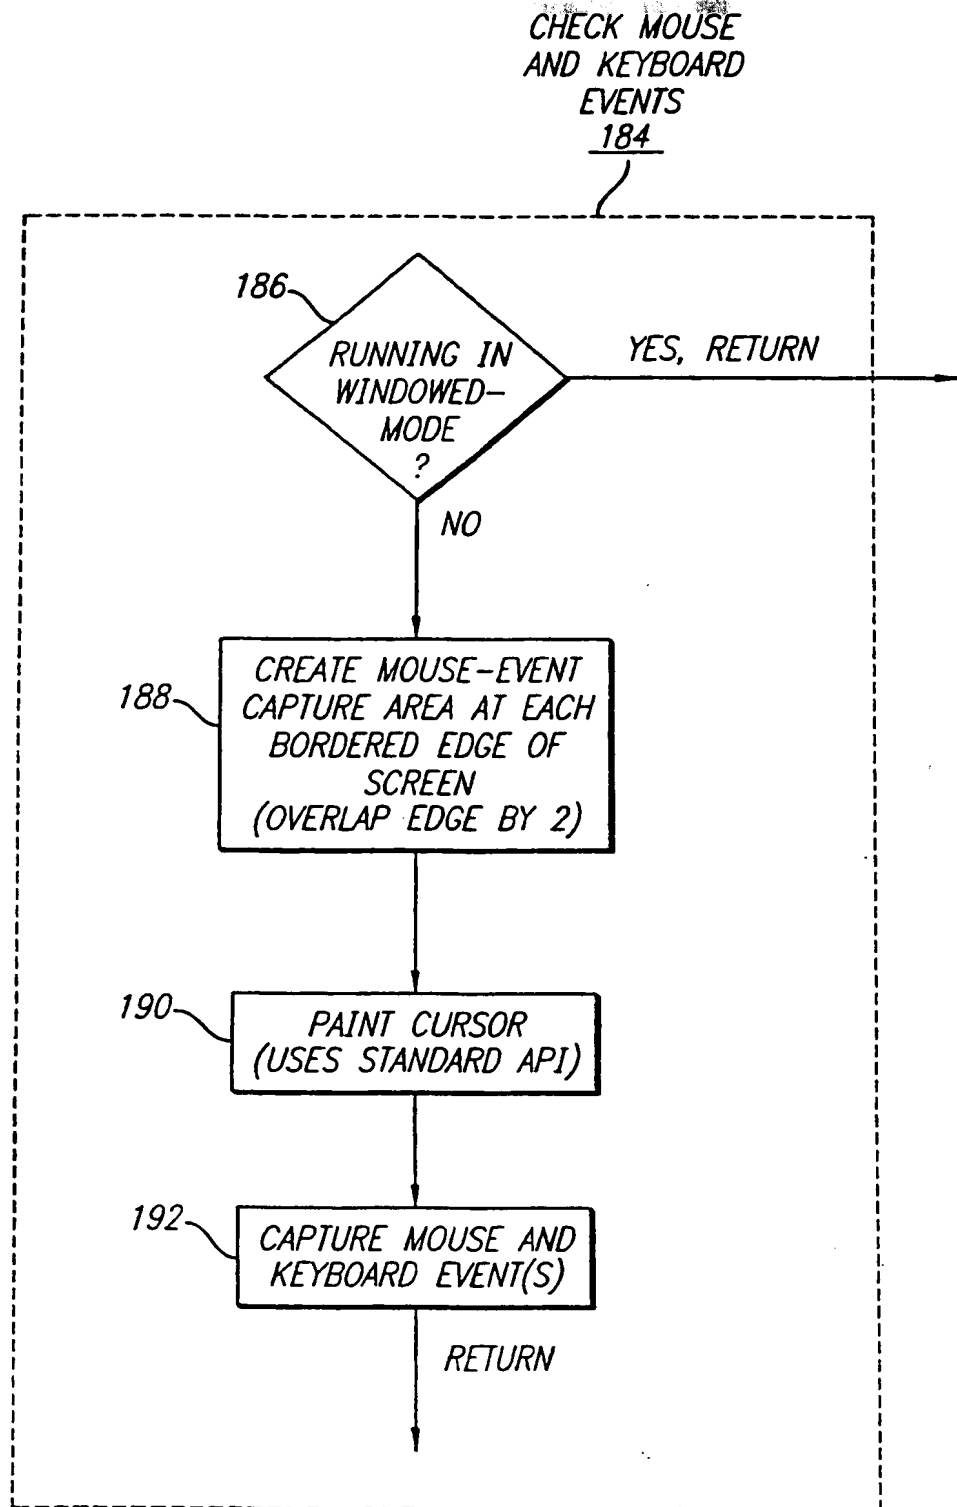 CHECK MOUSE
AND KEYBOARD
EVENTS
184
186
RUNNING IN
WINDOWED-
MODE
?
YES, RETURN
NO
188
CREATE MOUSE-EVENT
CAPTURE AREA AT EACH
BORDERED EDGE OF
SCREEN
(OVERLAP EDGE BY 2)
190
PAINT CURSOR
(USES STANDARD API)
192
CAPTURE MOUSE AND
KEYBOARD EVENT(S)
RETURN